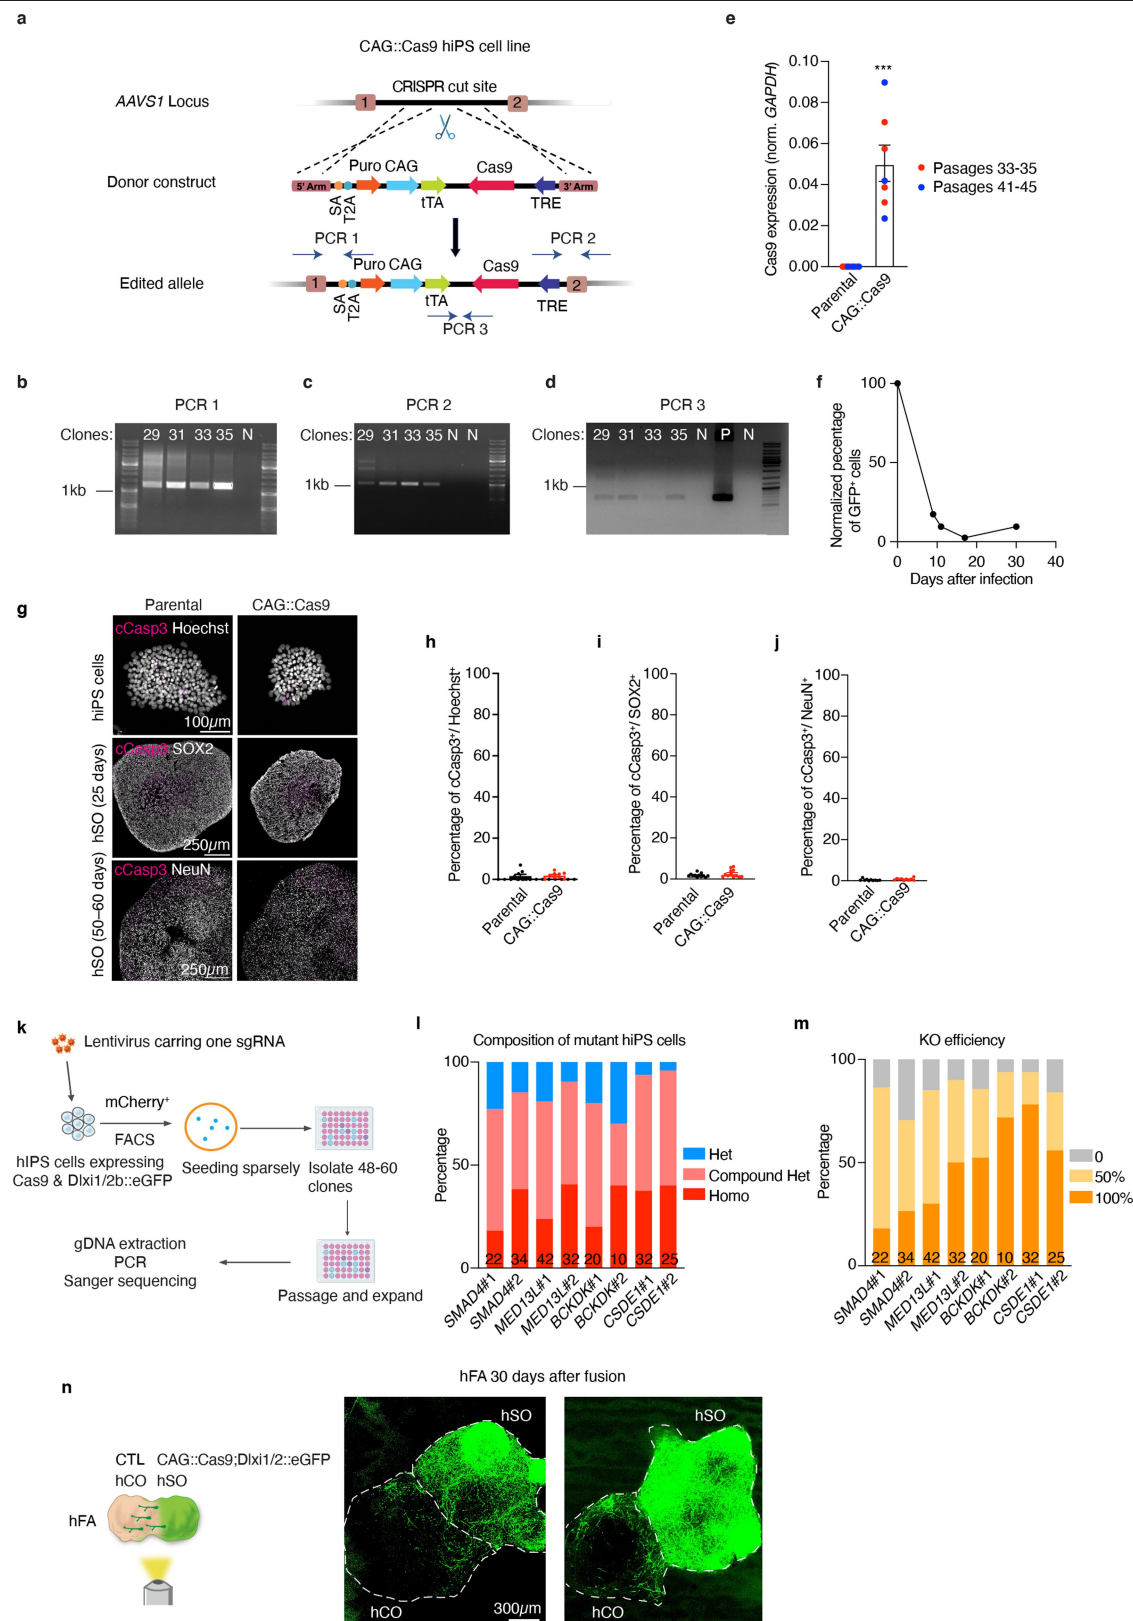 a
CAG::Cas9 hiPS cell line
CRISPR cut site
AAVS1 Locus
1
2
Puro CAG
Cas9
Donor construct
5' Arm
3' Arm
SA
T2A
tTA
TRE
PCR 1
PCR 2
Puro CAG
Cas9
Edited allele
1
2
SA
T2A
tTA
TRE
PCR 3
e
Cas9 expression (norm. GAPDH)
0.10
0.08
0.06
0.04
0.02
0.00
***
Parental
CAG::Cas9
Pasages 33-35
Pasages 41-45
b
PCR 1
Clones: 29 31 33 35 N
1kb
c
PCR 2
Clones: 29 31 33 35 N N
1kb
d
PCR 3
Clones: 29 31 33 35 N P N
1kb
f
Normalized pecentage
of GFP+ cells
100
50
0
0 10 20 30 40
Days after infection
g
Parental CAG::Cas9
hiPS cells
cCasp3 Hoechst
100µm
hSO (25 days)
cCasp3 SOX2
250µm
hSO (50–60 days)
cCasp3 NeuN
250µm
h
Percentage of cCasp3+/ Hoechst+
100
80
60
40
20
0
Parental
CAG::Cas9
i
Percentage of cCasp3+/ SOX2+
100
80
60
40
20
0
Parental
CAG::Cas9
j
Percentage of cCasp3+/ NeuN+
100
80
60
40
20
0
Parental
CAG::Cas9
k
Lentivirus carring one sgRNA
mCherry+
FACS
hIPS cells expressing
Cas9 & Dlxi1/2b::eGFP
Seeding sparsely
Isolate 48-60
clones
gDNA extraction
PCR
Sanger sequencing
Passage and expand
l
Composition of mutant hiPS cells
Percentage
100
50
0
22 34 42 32 20 10 32 25
SMAD4#1
SMAD4#2
MED13L#1
MED13L#2
BCKDK#1
BCKDK#2
CSDE1#1
CSDE1#2
Het
Compound Het
Homo
m
KO efficiency
Percentage
100
50
0
22 34 42 32 20 10 32 25
SMAD4#1
SMAD4#2
MED13L#1
MED13L#2
BCKDK#1
BCKDK#2
CSDE1#1
CSDE1#2
0
50%
100%
n
hFA 30 days after fusion
CTL CAG::Cas9;Dlxi1/2::eGFP
hCO hSO
hFA
hSO
hCO
300µm
hSO
hCO